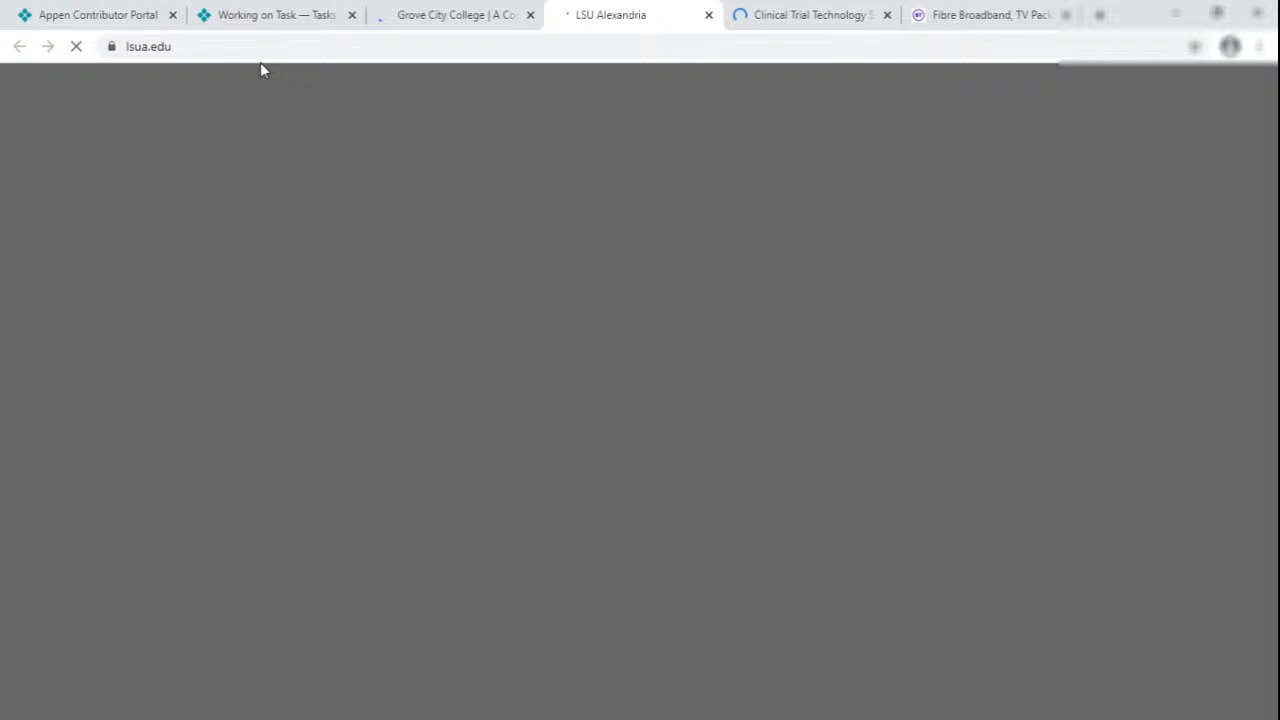 Appen Contributor Portal
Working on Task — Tasks
Grove City College | A Co
LSU Alexandria
Clinical Trial Technology S
BT
Fibre Broadband, TV Pack
lsua.edu